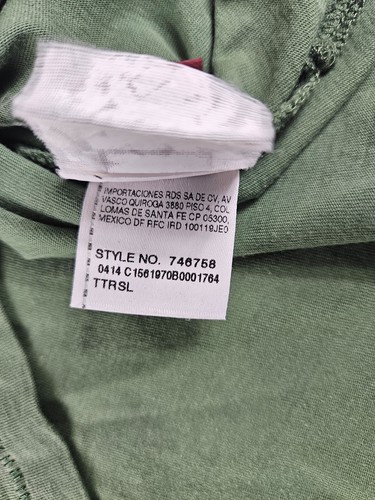 IMPORTACIONES RDS SA DE CV, AV
VASCO QUIROGA 3880 PISO 4, COL
LOMAS DE SANTA FE CP 05300,
MEXICO DF RFC IRD 100119JE0
STYLE NO. 746758
0414 C1561970B0001764
TTRSL